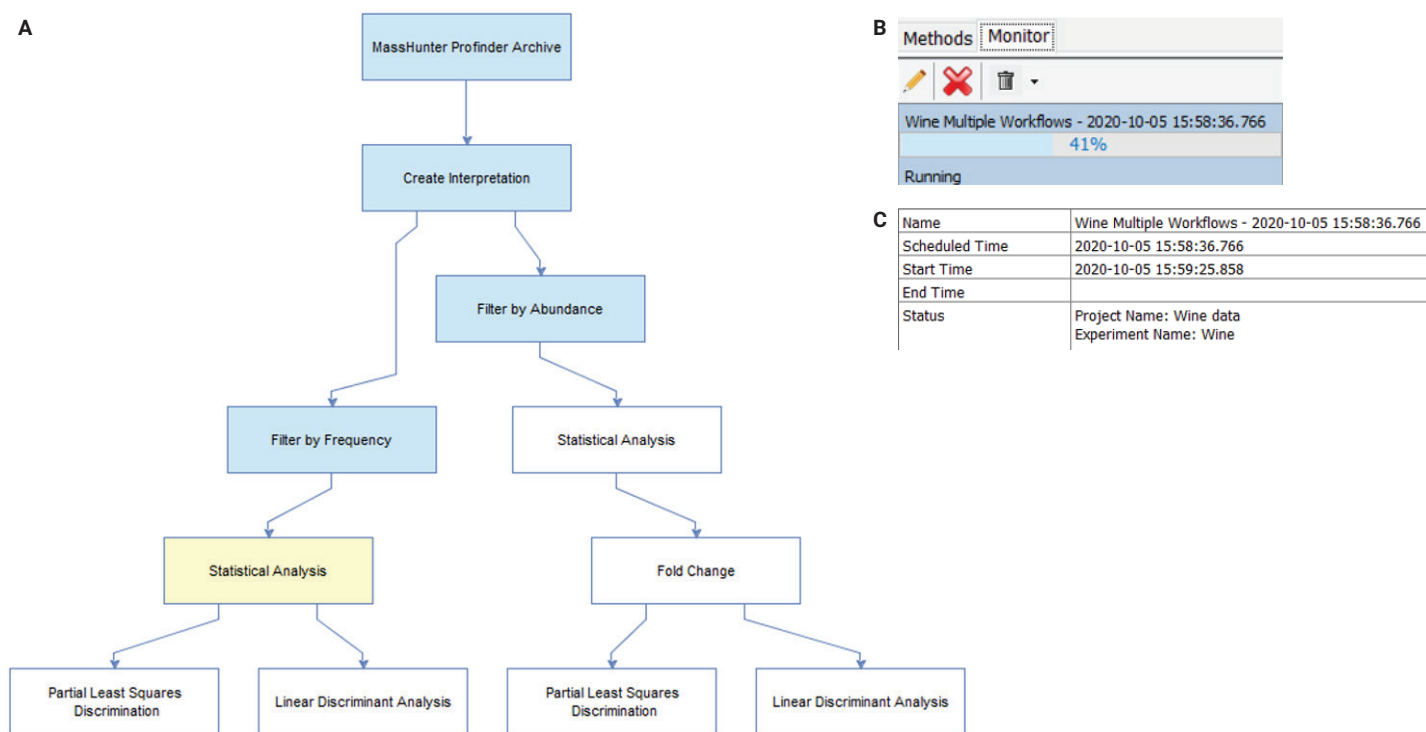 A
MassHunter Profinder Archive
Create Interpretation
Filter by Abundance
Filter by Frequency
Statistical Analysis
Statistical Analysis
Fold Change
Partial Least Squares
Discrimination
Linear Discriminant Analysis
Partial Least Squares
Discrimination
Linear Discriminant Analysis
B
Methods Monitor
Wine Multiple Workflows - 2020-10-05 15:58:36.766
41%
Running
C
Name Wine Multiple Workflows - 2020-10-05 15:58:36.766
Scheduled Time 2020-10-05 15:58:36.766
Start Time 2020-10-05 15:59:25.858
End Time
Status Project Name: Wine data
Experiment Name: Wine